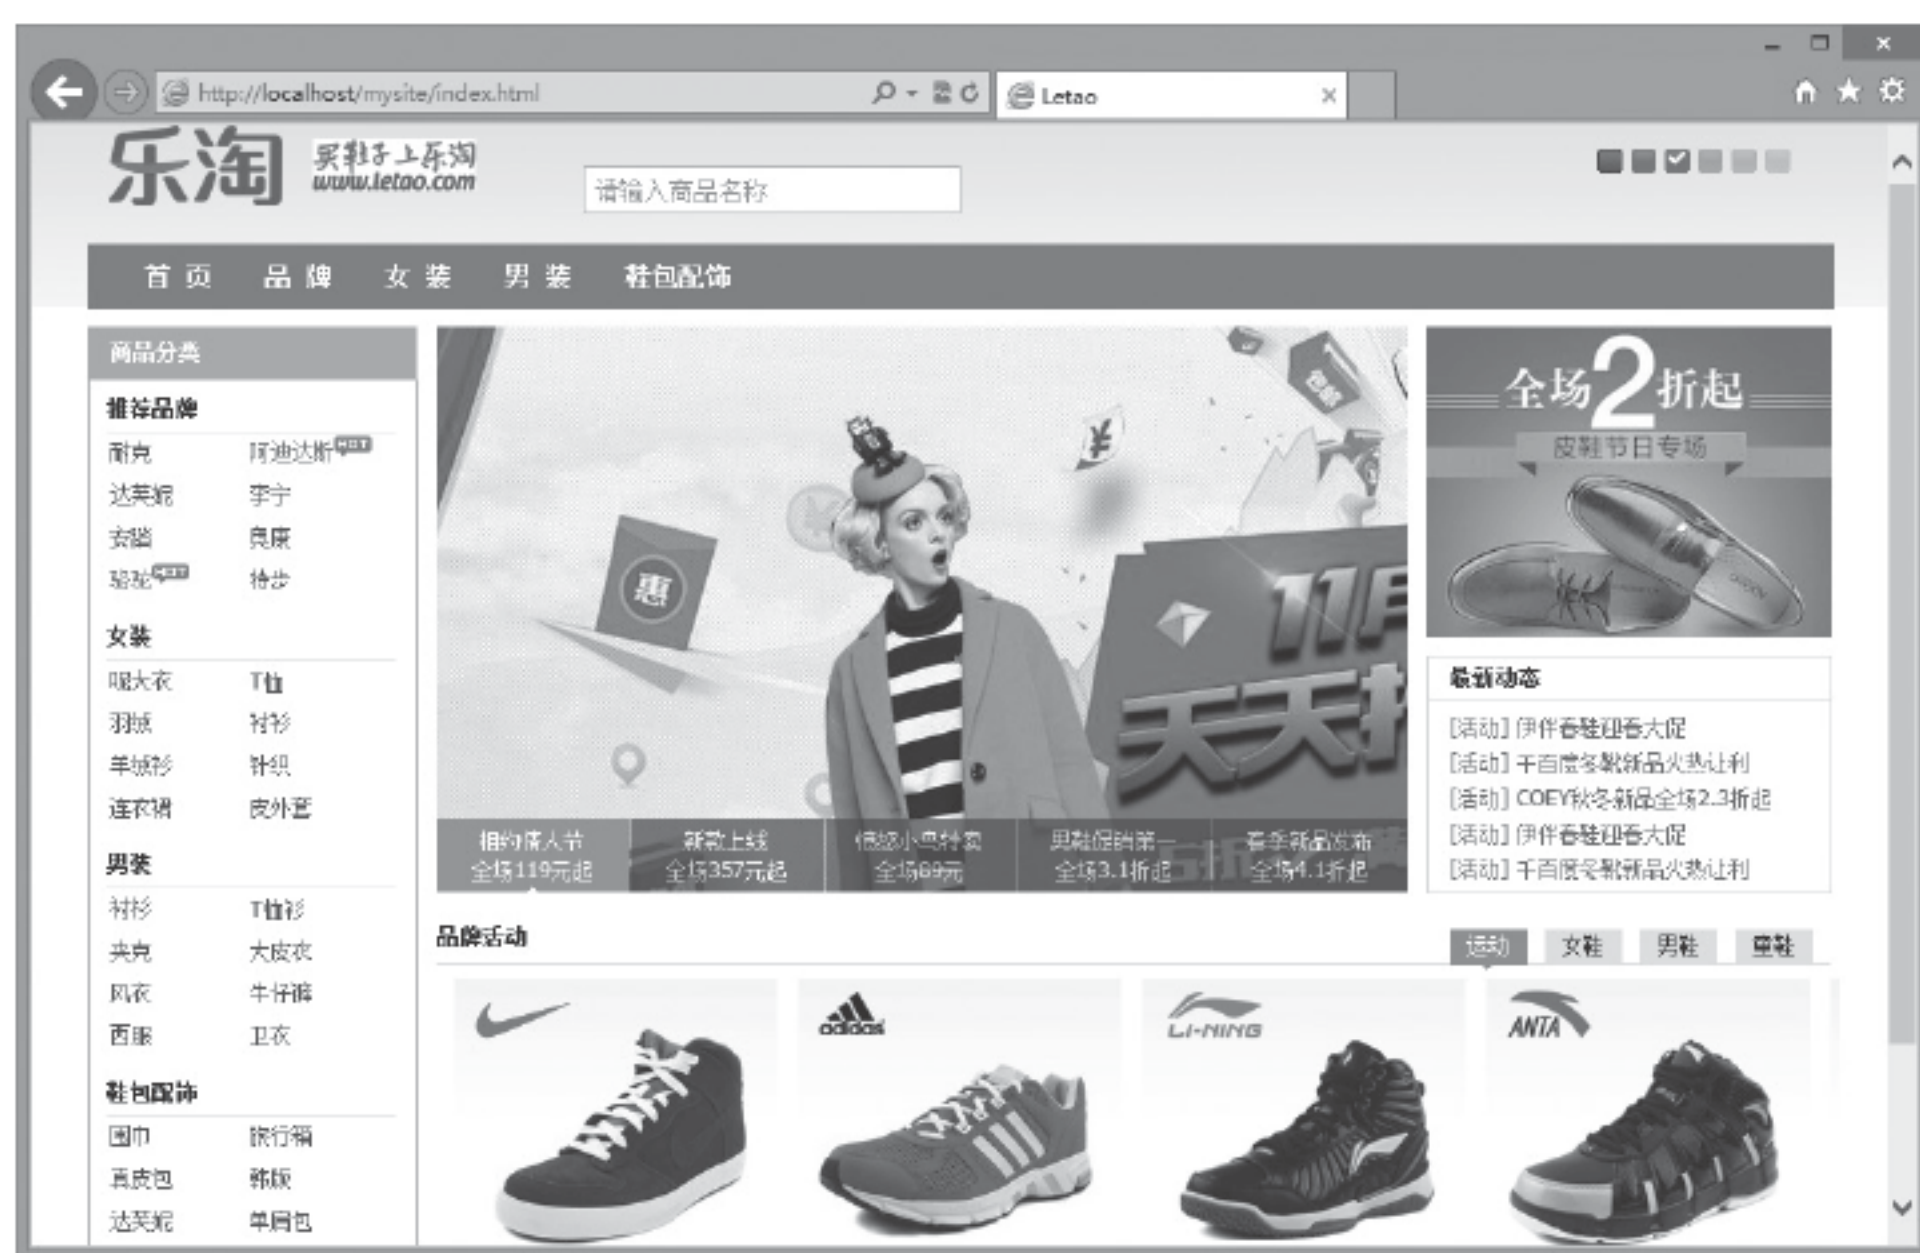 http://localhost/mysite/index.html
Letao
乐淘
买鞋子上乐淘
www.letao.com
请输入商品名称
首页 品牌 女装 男装 鞋包配饰
商品分类
推荐品牌
耐克 阿迪达斯 HOT
达芙妮 李宁
安踏 良康
骆驼 HOT 特步
女装
呢大衣 T恤
羽绒 衬衫
羊绒衫 针织
连衣裙 皮外套
男装
衬衫 T恤衫
夹克 大皮衣
风衣 牛仔裤
西服 卫衣
鞋包配饰
围巾 旅行箱
真皮包 韩版
达芙妮 单肩包
包邮
¥
惠
11月
天天
相约情人节
全场119元起
新款上线
全场357元起
愤怒小鸟特卖
全场89元
男鞋促销第一
全场3.1折起
春季新品发布
全场4.1折起
全场2折起
皮鞋节日专场
最新动态
[活动] 伊伴春鞋迎春大促
[活动] 千百度冬靴新品火热让利
[活动] COEY秋冬新品全场2.3折起
[活动] 伊伴春鞋迎春大促
[活动] 千百度冬靴新品火热让利
品牌活动
运动 女鞋 男鞋 童鞋
adidas
LI-NING
ANTA